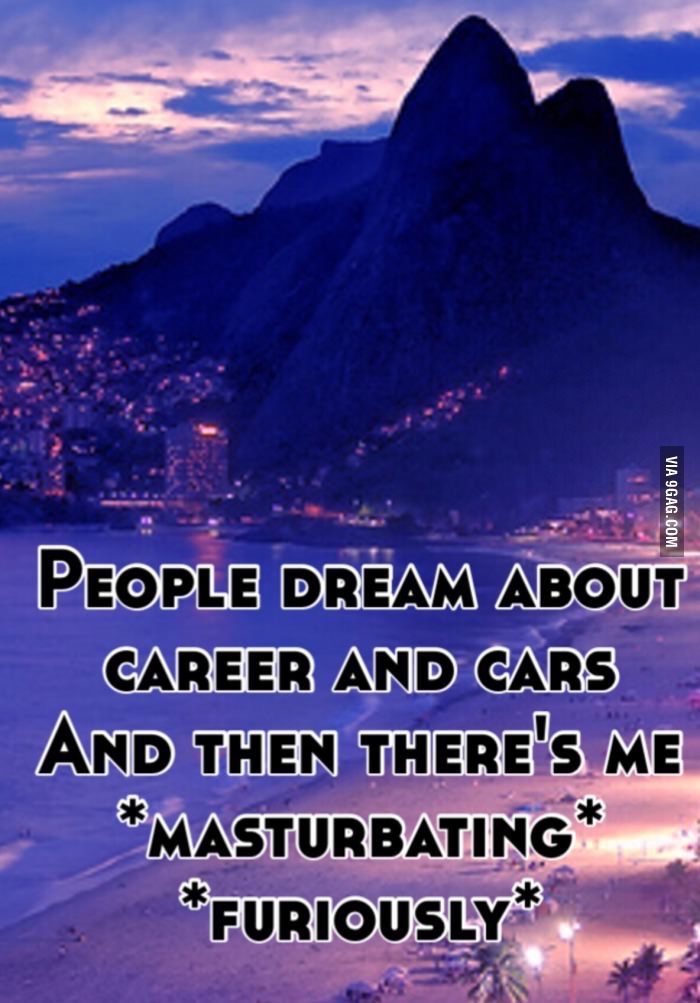 VIA 9GAG.COM
People dream about
career and cars
And then there's me
*masturbating*
*furiously*